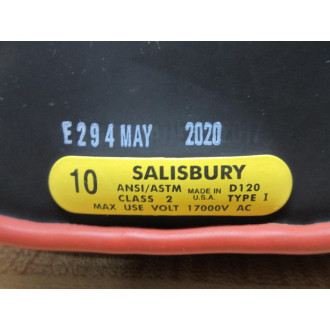 E294 MAY 2020
10 SALISBURY
ANSI/ASTM MADE IN D120
CLASS 2 U.S.A. TYPE I
MAX USE VOLT 17000V AC